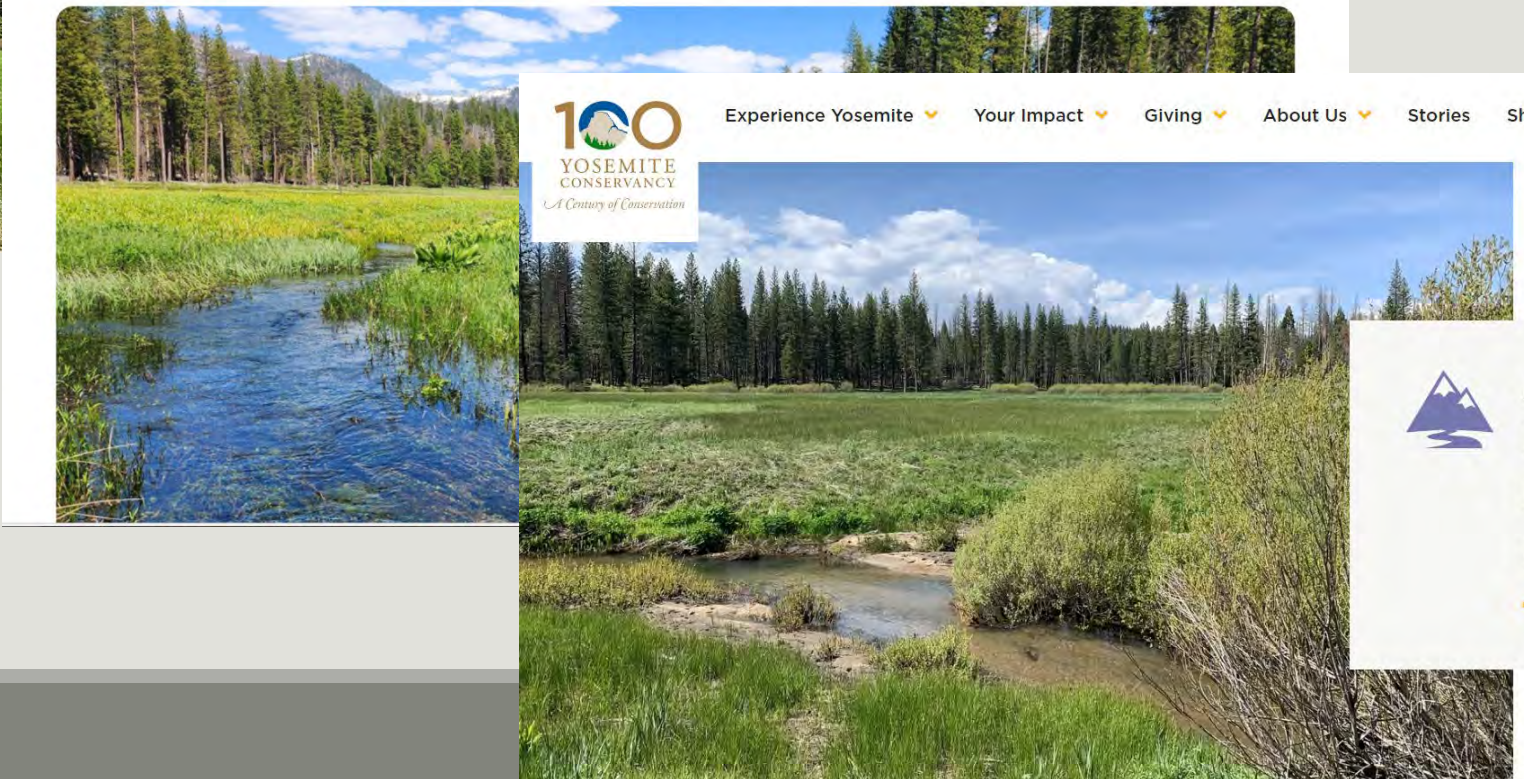 100
YOSEMITE
CONSERVANCY
A Century of Conservation
Experience Yosemite Your Impact Giving About Us Stories